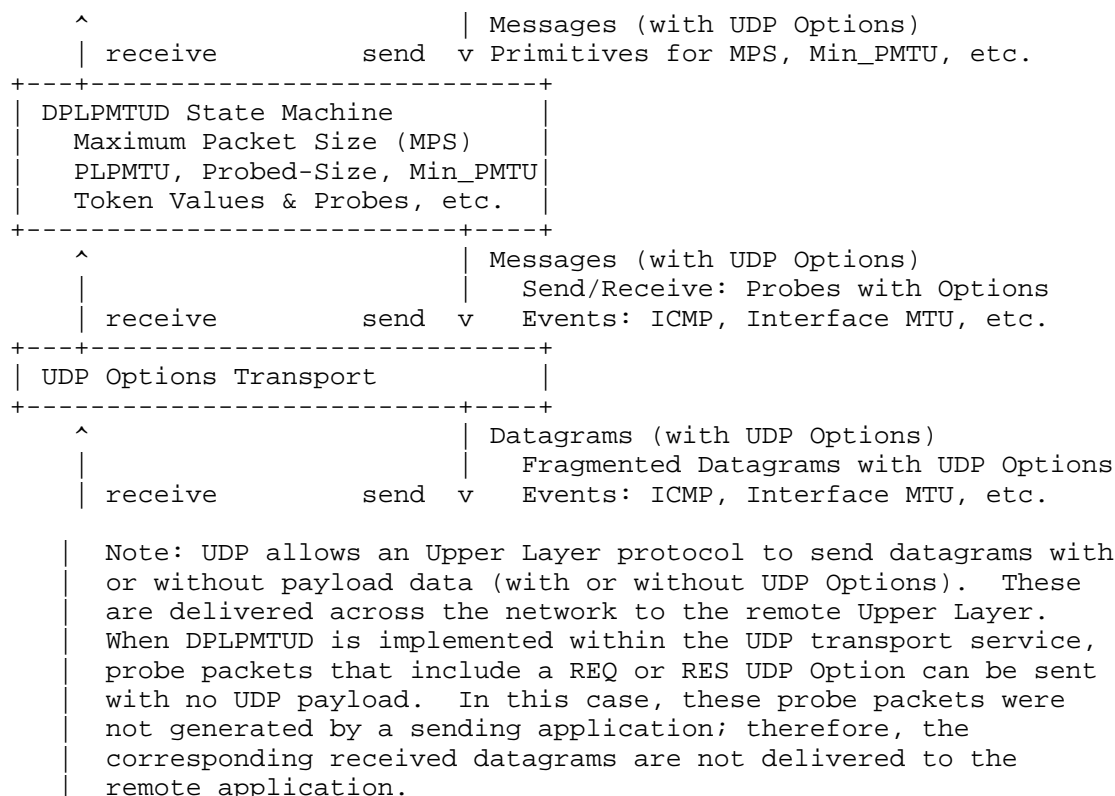 ^                       | Messages (with UDP Options)
    | receive          send  v Primitives for MPS, Min_PMTU, etc.
+---+----------------------------+
| DPLPMTUD State Machine         |
|   Maximum Packet Size (MPS)    |
|   PLPMTU, Probed-Size, Min_PMTU|
|   Token Values & Probes, etc.  |
+---------------------------+----+
    ^                       | Messages (with UDP Options)
    |                       |   Send/Receive: Probes with Options
    | receive          send  v   Events: ICMP, Interface MTU, etc.
+---+----------------------------+
| UDP Options Transport          |
+---------------------------+----+
    ^                       | Datagrams (with UDP Options)
    |                       |   Fragmented Datagrams with UDP Options
    | receive          send  v   Events: ICMP, Interface MTU, etc.
   |  Note: UDP allows an Upper Layer protocol to send datagrams with
   |  or without payload data (with or without UDP Options).  These
   |  are delivered across the network to the remote Upper Layer.
   |  When DPLPMTUD is implemented within the UDP transport service,
   |  probe packets that include a REQ or RES UDP Option can be sent
   |  with no UDP payload.  In this case, these probe packets were
   |  not generated by a sending application; therefore, the
   |  corresponding received datagrams are not delivered to the
   |  remote application.